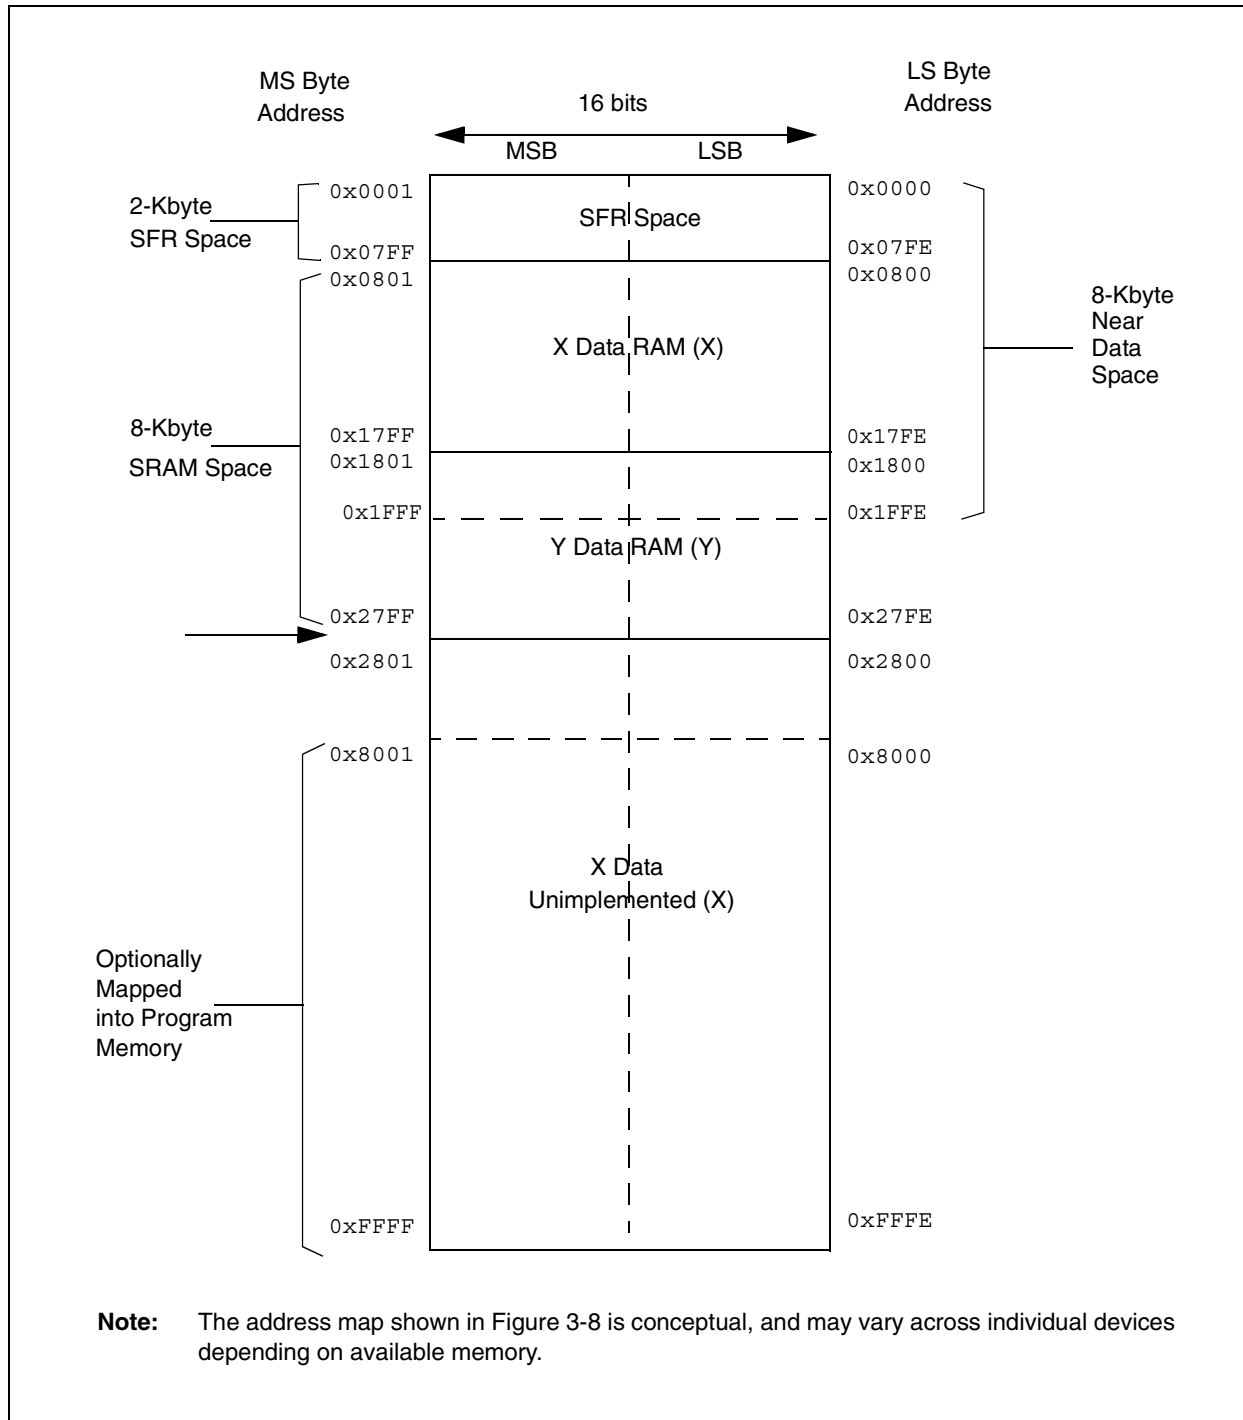 MS Byte
Address
16 bits
LS Byte
Address
MSB
LSB
2-Kbyte
SFR Space
0x0001
0x07FF
0x0801
SFR Space
0x0000
0x07FE
0x0800
8-Kbyte
Near
Data
Space
X Data RAM (X)
8-Kbyte
SRAM Space
0x17FF
0x1801
0x1FFF
0x17FE
0x1800
0x1FFE
Y Data RAM (Y)
0x27FF
0x2801
0x27FE
0x2800
0x8001
0x8000
X Data
Unimplemented (X)
Optionally
Mapped
into Program
Memory
0xFFFF
0xFFFE
Note: The address map shown in Figure 3-8 is conceptual, and may vary across individual devices
depending on available memory.